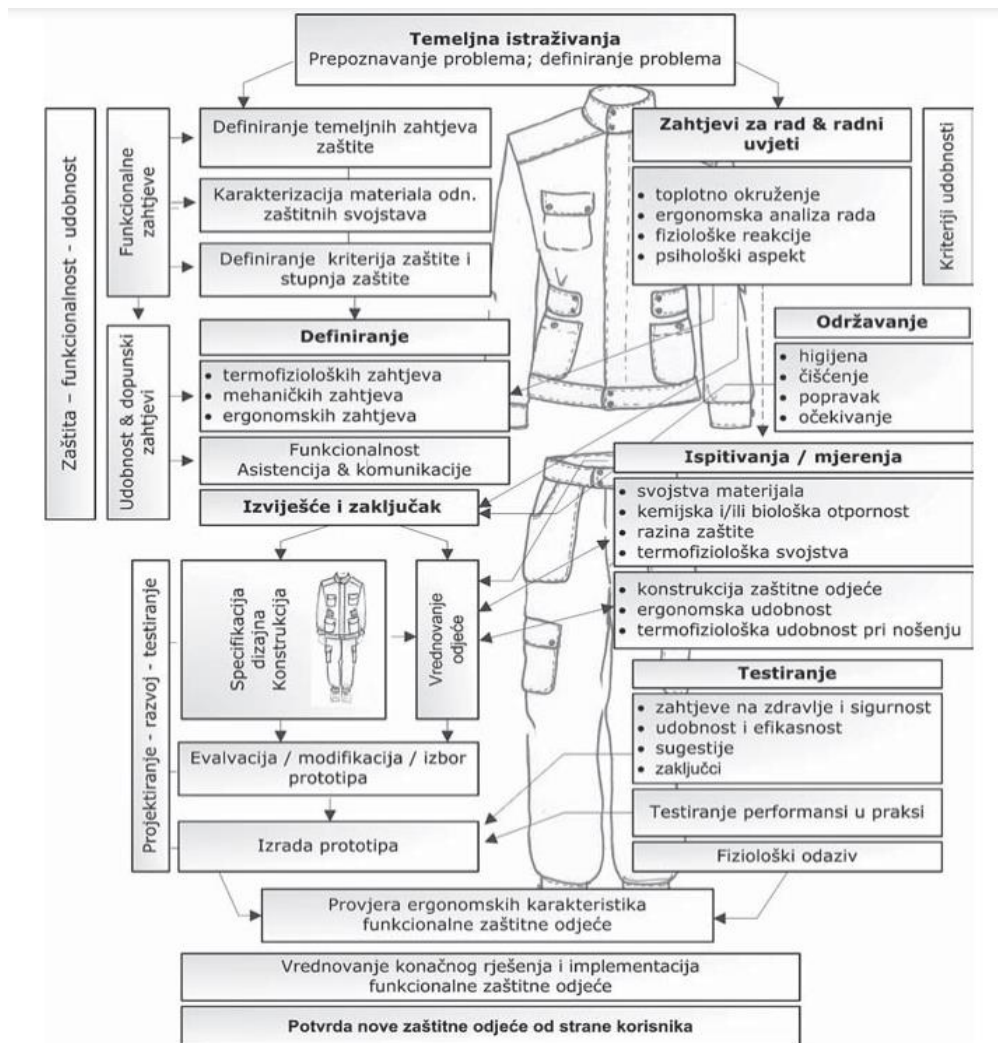 Temeljna istraživanja
Prepoznavanje problema; definiranje problema
Zaštita – funkcionalnost - udobnost
Funkcionalne
zahtjeve
Definiranje temeljnih zahtjeva
zaštite
Karakterizacija materiala odn.
zaštitnih svojstava
Definiranje kriterija zaštite i
stupnja zaštite
Zahtjevi za rad & radni
uvjeti
• toplotno okruženje
• ergonomska analiza rada
• fiziološke reakcije
• psihološki aspekt
Kriteriji udobnosti
Udobnost & dopunski
zahtjevi
Definiranje
• termofizioloških zahtjeva
• mehaničkih zahtjeva
• ergonomskih zahtjeva
Funkcionalnost
Asistencija & komunikacije
Održavanje
• higijena
• čišćenje
• popravak
• očekivanje
Izviješće i zaključak
Ispitivanja / mjerenja
• svojstva materijala
• kemijska i/ili biološka otpornost
• razina zaštite
• termofiziološka svojstva
• konstrukcija zaštitne odjeće
• ergonomska udobnost
• termofiziološka udobnost pri nošenju
Projektiranje - razvoj - testiranje
Specifikacija
dizajna
Konstrukcija
Vrednovanje
odjeće
Testiranje
• zahtjeve na zdravlje i sigurnost
• udobnost i efikasnost
• sugestije
• zaključci
Evalvacija / modifikacija / izbor
prototipa
Testiranje performansi u praksi
Izrada prototipa
Fiziološki odaziv
Provjera ergonomskih karakteristika
funkcionalne zaštitne odjeće
Vrednovanje konačnog rješenja i implementacija
funkcionalne zaštitne odjeće
Potvrda nove zaštitne odjeće od strane korisnika